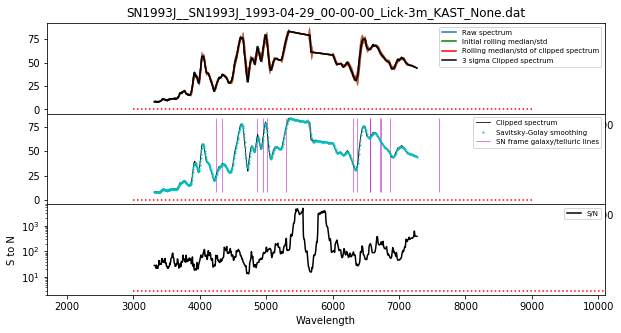 SN1993J__SN1993J_1993-04-29_00-00-00_Lick-3m_KAST_None.dat
75
50
25
0
Raw spectrum
Initial rolling median/std
Rolling median/std of clipped spectrum
3 sigma Clipped spectrum
00
75
50
25
0
Clipped spectrum
Savitsky-Golay smoothing
SN frame galaxy/telluric lines
00
S to N
10³
10²
10¹
S/N
2000 3000 4000 5000 6000 7000 8000 9000 10000
Wavelength